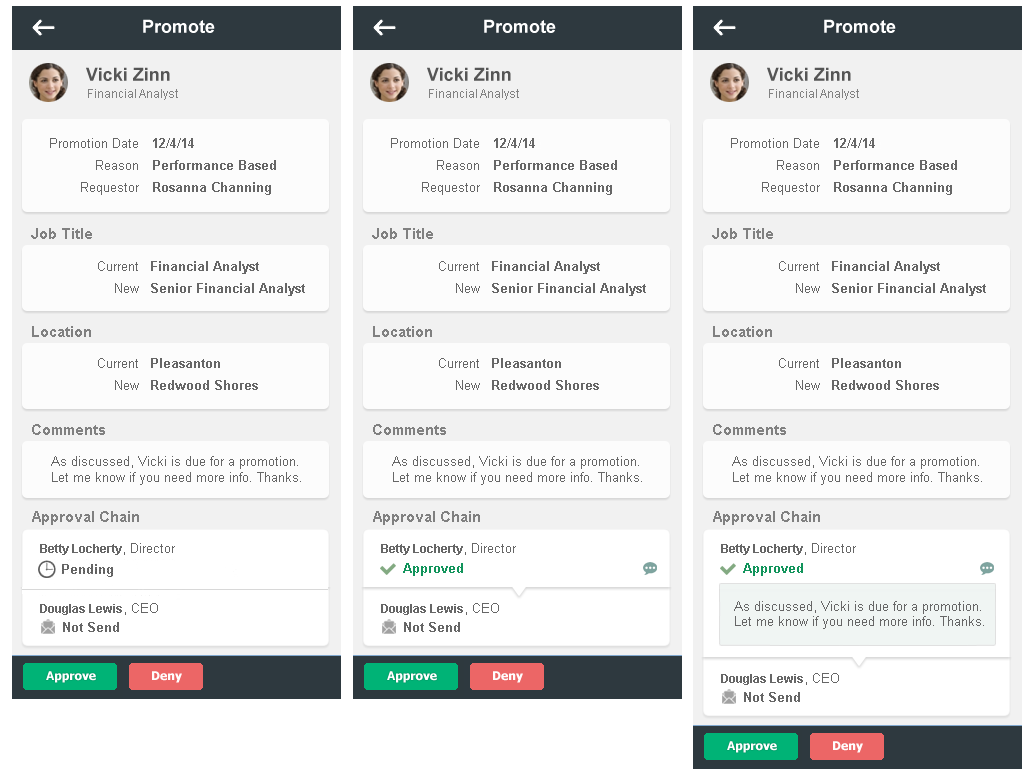 Promote
Vicki Zinn
Financial Analyst
Promotion Date 12/4/14
Reason Performance Based
Requestor Rosanna Channing
Job Title
Current Financial Analyst
New Senior Financial Analyst
Location
Current Pleasanton
New Redwood Shores
Comments
As discussed, Vicki is due for a promotion.
Let me know if you need more info. Thanks.
Approval Chain
Betty Locherty, Director
Pending
Douglas Lewis, CEO
Not Send
Approve Deny
Promote
Vicki Zinn
Financial Analyst
Promotion Date 12/4/14
Reason Performance Based
Requestor Rosanna Channing
Job Title
Current Financial Analyst
New Senior Financial Analyst
Location
Current Pleasanton
New Redwood Shores
Comments
As discussed, Vicki is due for a promotion.
Let me know if you need more info. Thanks.
Approval Chain
Betty Locherty, Director
Approved
Douglas Lewis, CEO
Not Send
Approve Deny
Promote
Vicki Zinn
Financial Analyst
Promotion Date 12/4/14
Reason Performance Based
Requestor Rosanna Channing
Job Title
Current Financial Analyst
New Senior Financial Analyst
Location
Current Pleasanton
New Redwood Shores
Comments
As discussed, Vicki is due for a promotion.
Let me know if you need more info. Thanks.
Approval Chain
Betty Locherty, Director
Approved
As discussed, Vicki is due for a promotion.
Let me know if you need more info. Thanks.
Douglas Lewis, CEO
Not Send
Approve Deny